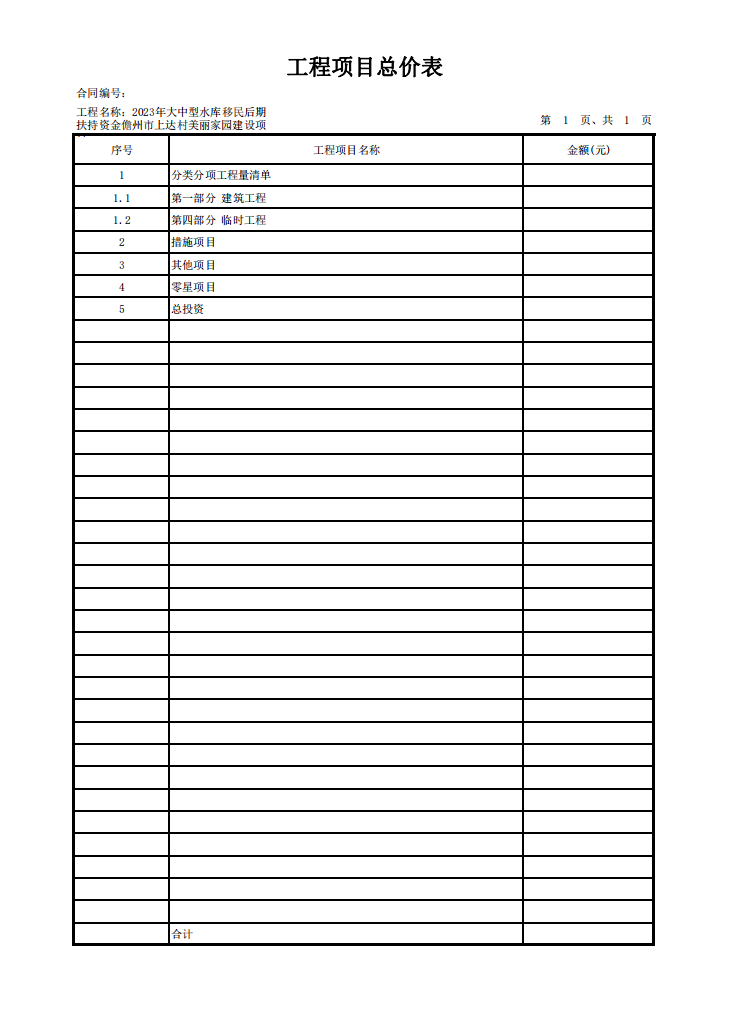 工程项目总价表
合同编号：
工程名称：2023年大中型水库移民后期
扶持资金儋州市上达村美丽家园建设项
第 1 页、共 1 页
序号 工程项目名称 金额(元)
1 分类分项工程量清单
1.1 第一部分 建筑工程
1.2 第四部分 临时工程
2 措施项目
3 其他项目
4 零星项目
5 总投资
合计